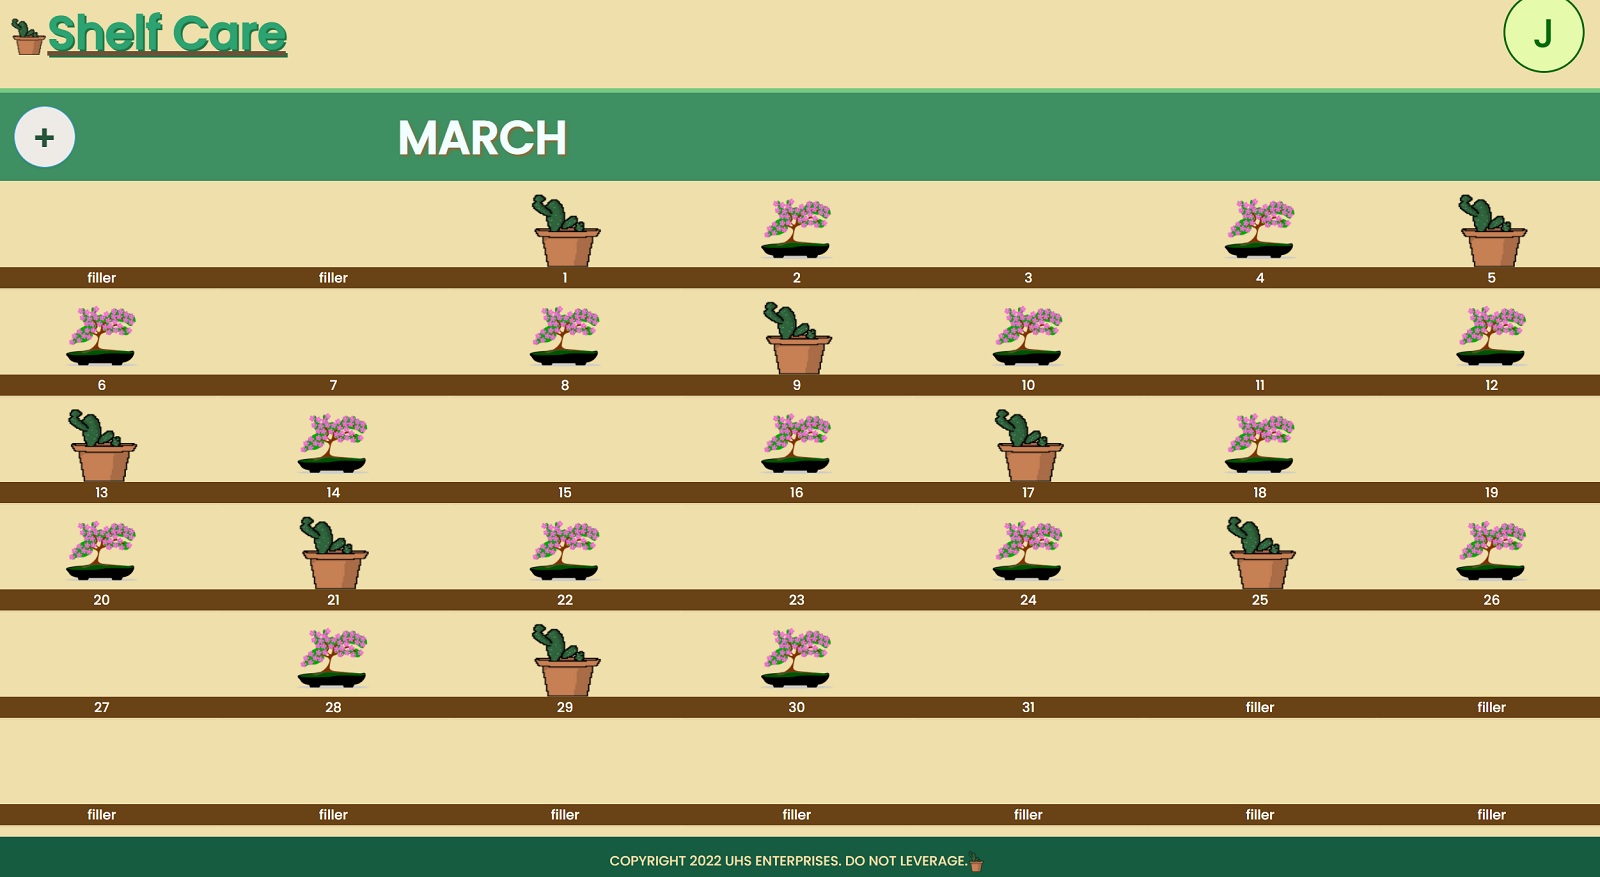 Shelf Care
J
+
MARCH
filler filler 1 2 3 4 5
6 7 8 9 10 11 12
13 14 15 16 17 18 19
20 21 22 23 24 25 26
27 28 29 30 31 filler filler
filler filler filler filler filler filler filler
COPYRIGHT 2022 UHS ENTERPRISES. DO NOT LEVERAGE.